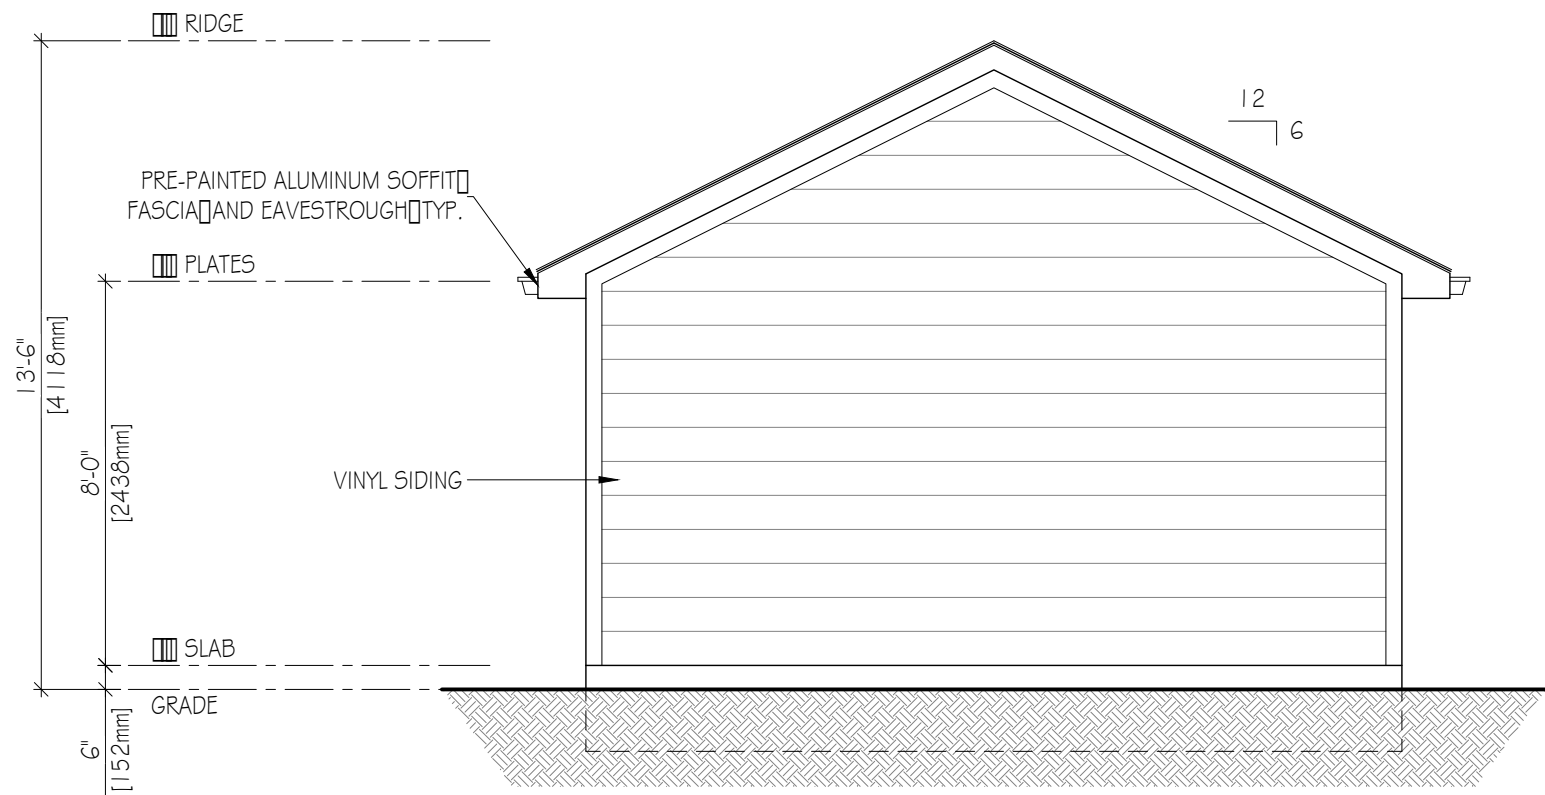 RIDGE
12
6
PRE-PAINTED ALUMINUM SOFFIT
FASCIA AND EAVESTROUGH TYP.
PLATES
13'-6"
[4118mm]
8'-0"
[2438mm]
VINYL SIDING
SLAB
GRADE
6"
[152mm]